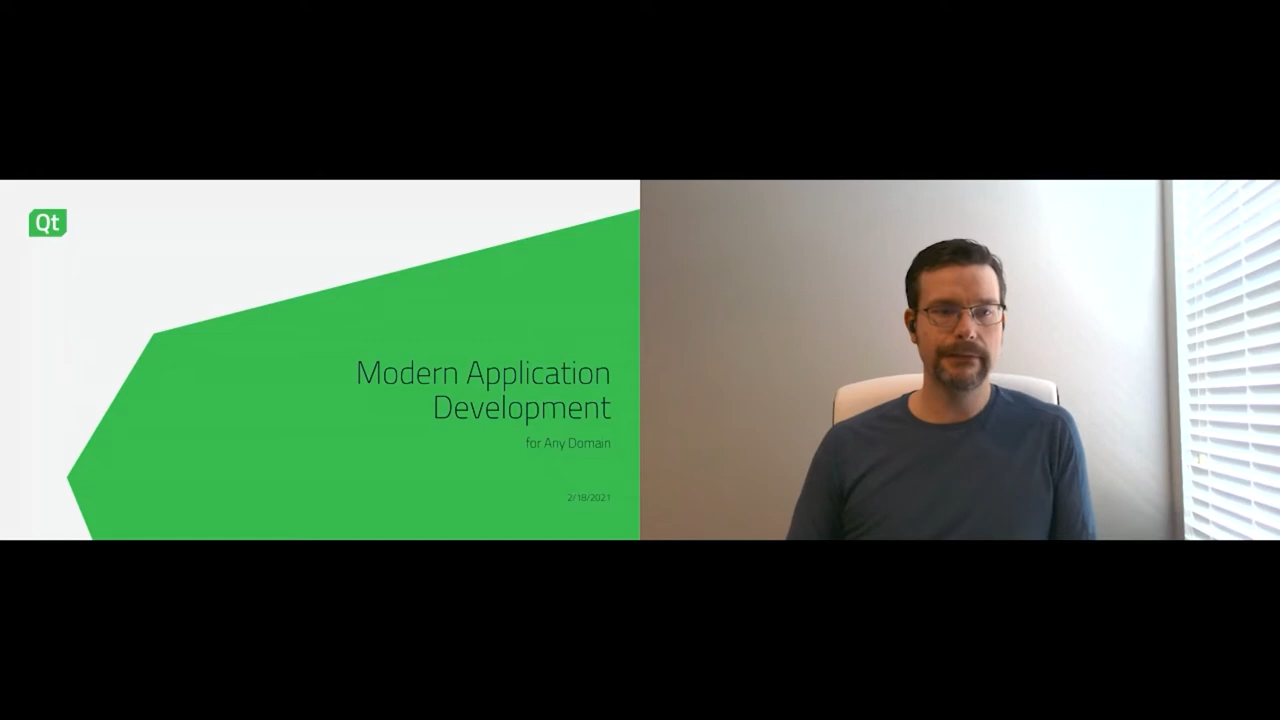 Qt
Modern Application
Development
for Any Domain
2/18/2021